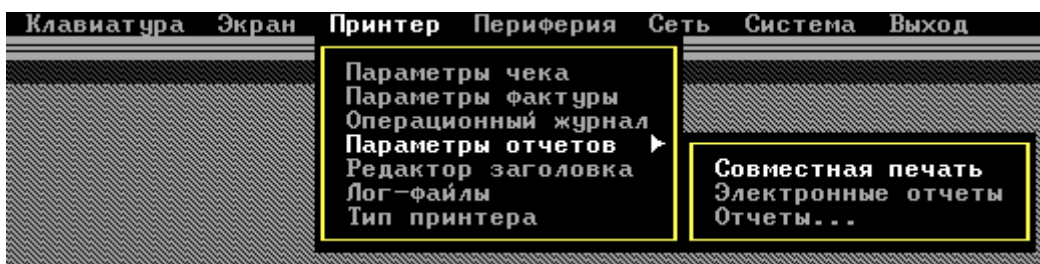 Клавиатура Экран Принтер Периферия Сеть Система Выход
Параметры чека
Параметры фактуры
Операционный журнал
Параметры отчетов
Редактор заголовка
Лог-файлы
Тип принтера
Совместная печать
Электронные отчеты
Отчеты...